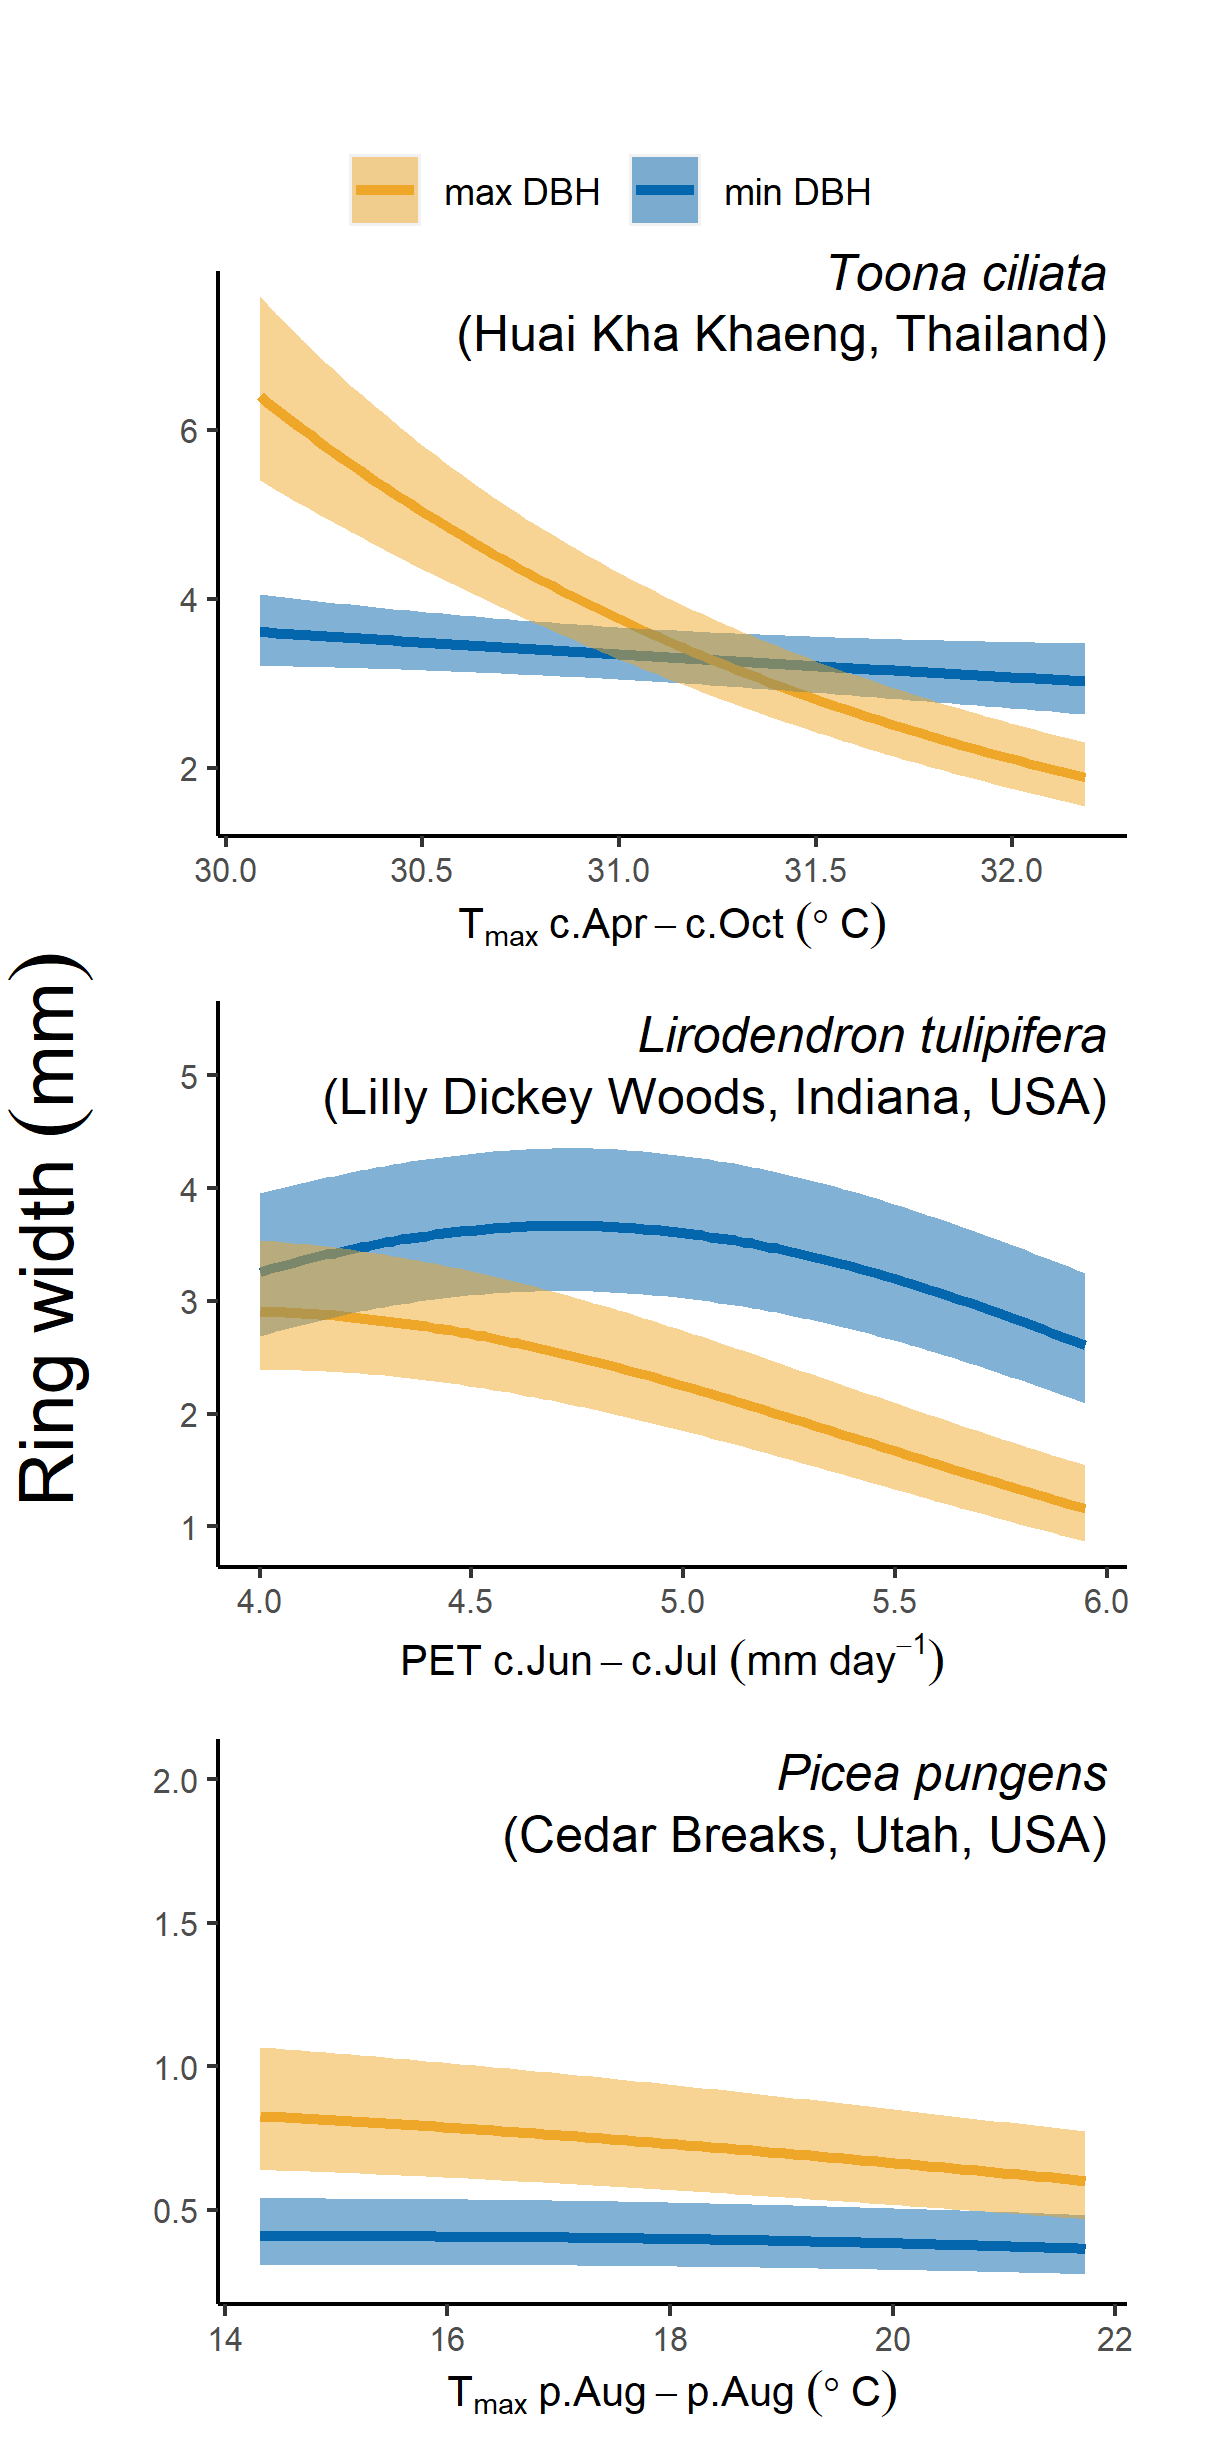 max DBH min DBH
Toona ciliata
(Huai Kha Khaeng, Thailand)
6
4
2
30.0 30.5 31.0 31.5 32.0
Tmax c.Apr – c.Oct (° C)
Ring width (mm)
Lirodendron tulipifera
(Lilly Dickey Woods, Indiana, USA)
5
4
3
2
1
4.0 4.5 5.0 5.5 6.0
PET c.Jun – c.Jul (mm day⁻¹)
Picea pungens
(Cedar Breaks, Utah, USA)
2.0
1.5
1.0
0.5
14 16 18 20 22
Tmax p.Aug – p.Aug (° C)